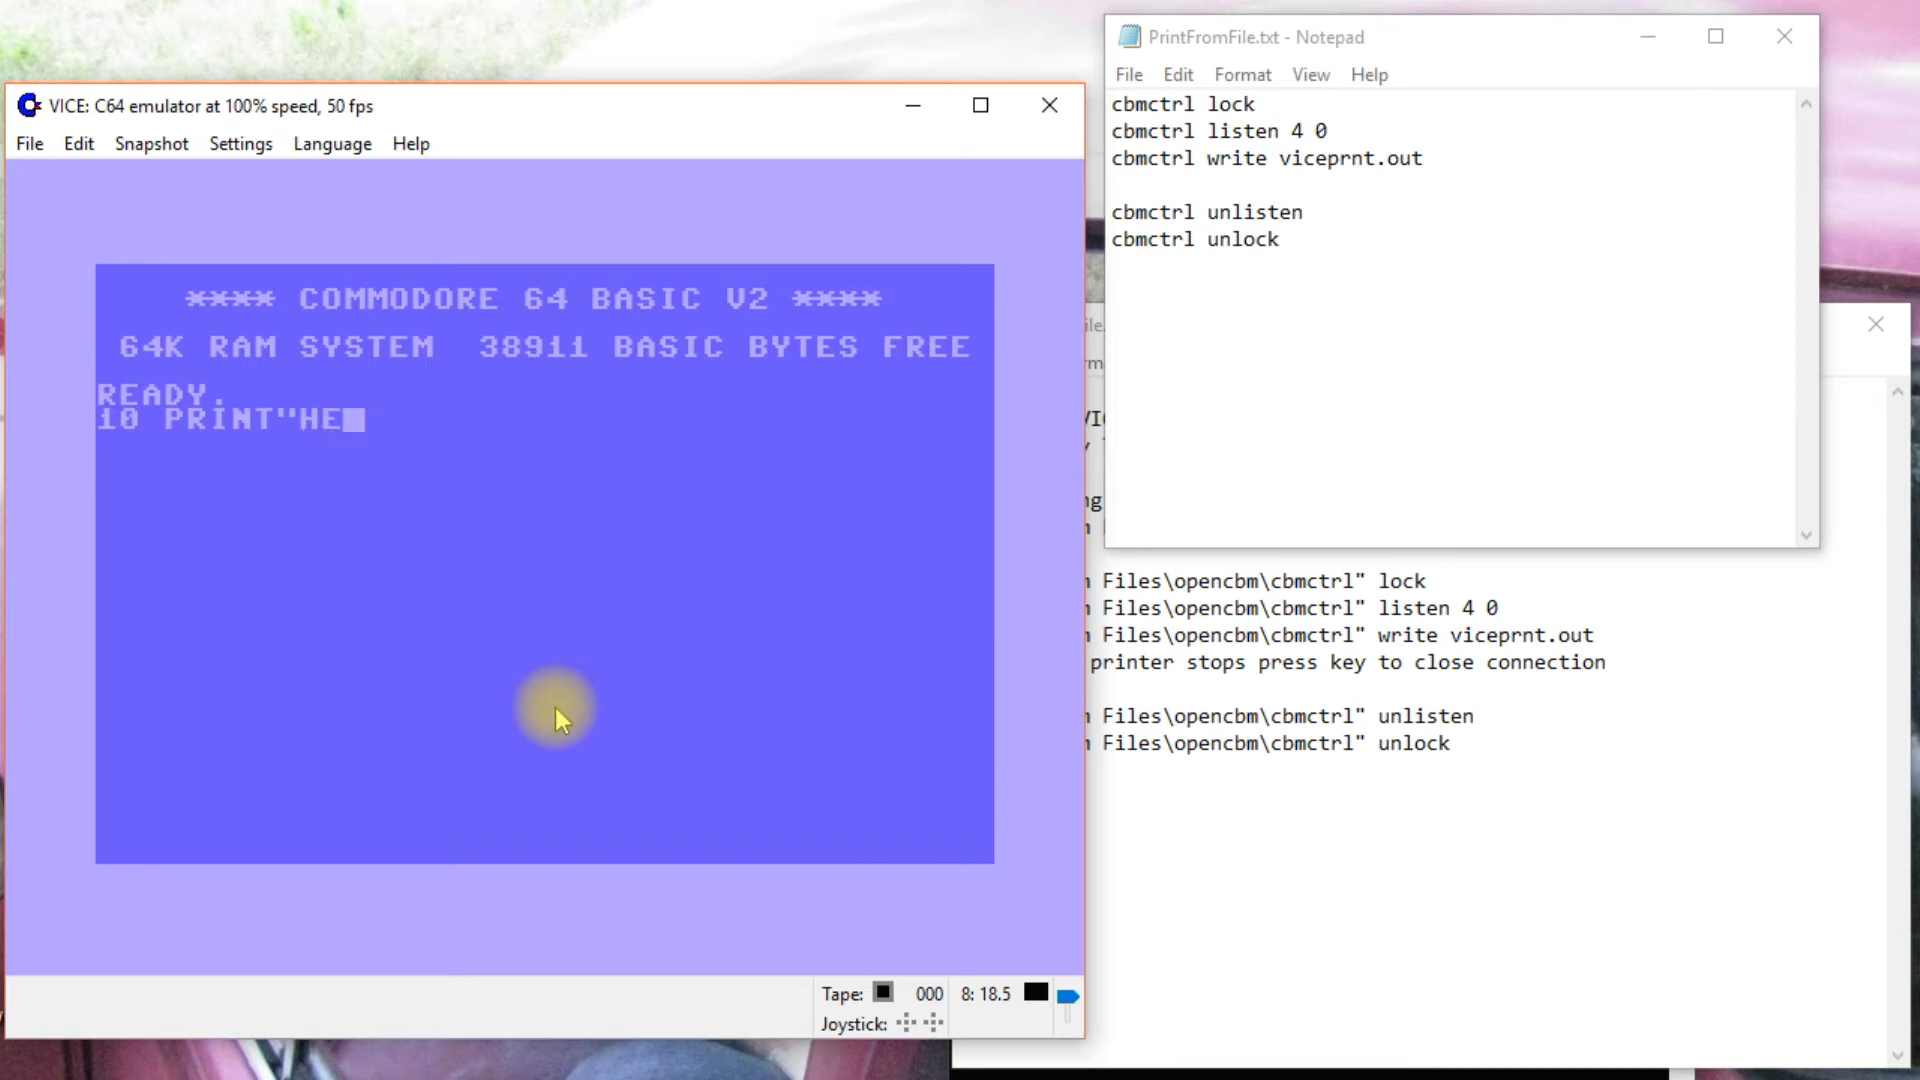 VICE: C64 emulator at 100% speed, 50 fps
File Edit Snapshot Settings Language Help
**** COMMODORE 64 BASIC V2 ****
64K RAM SYSTEM 38911 BASIC BYTES FREE
READY.
10 PRINT"HE
Tape: 000 8: 18.5
Joystick:
PrintFromFile.txt - Notepad
File Edit Format View Help
cbmctrl lock
cbmctrl listen 4 0
cbmctrl write viceprnt.out
cbmctrl unlisten
cbmctrl unlock
Files\opencbm\cbmctrl" lock
Files\opencbm\cbmctrl" listen 4 0
Files\opencbm\cbmctrl" write viceprnt.out
printer stops press key to close connection
Files\opencbm\cbmctrl" unlisten
Files\opencbm\cbmctrl" unlock